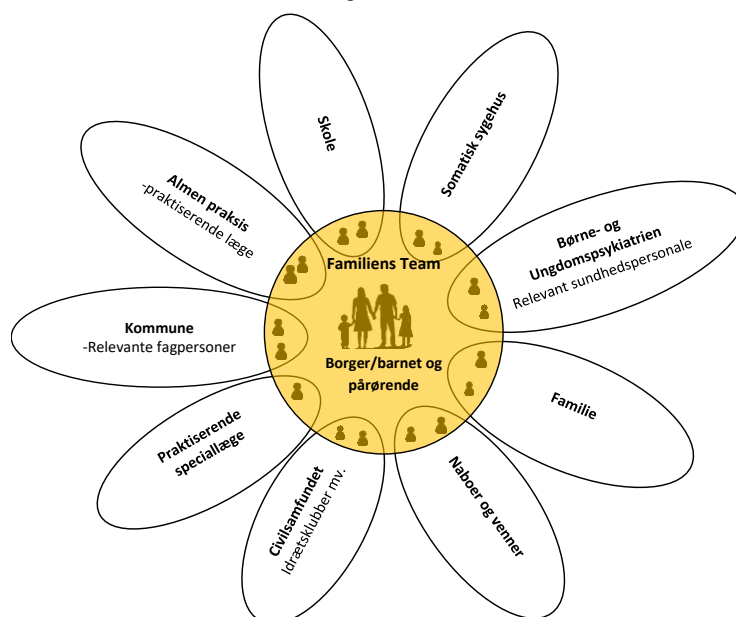 Skole
Somatisk sygehus
Almen praksis
-praktiserende læge
Børne- og
Ungdomspsykiatrien
Relevant sundhedspersonale
Familiens Team
Kommune
-Relevante fagpersoner
Borger/barnet og
pårørende
Familie
Praktiserende
speciallæge
Civilsamfundet
Idrætsklubber mv.
Naboer og venner